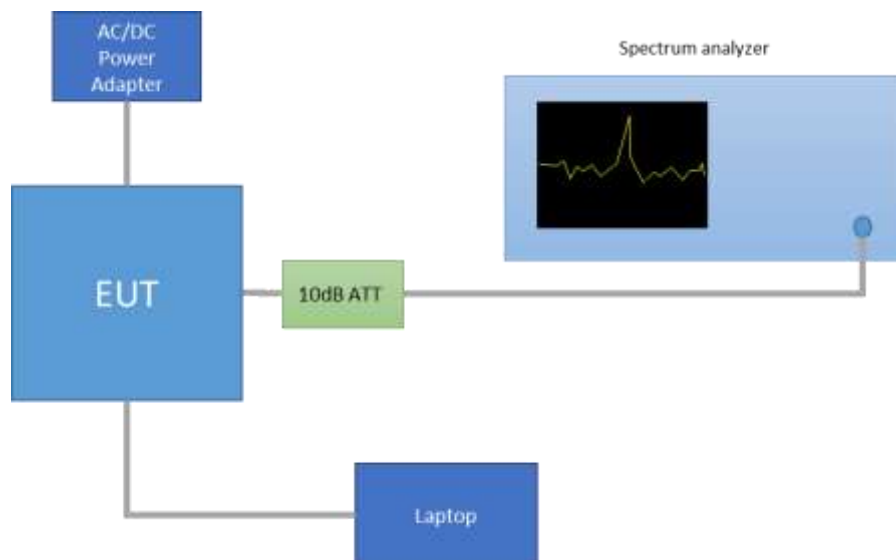 AC/DC
Power
Adapter
Spectrum analyzer
EUT
10dB ATT
Laptop